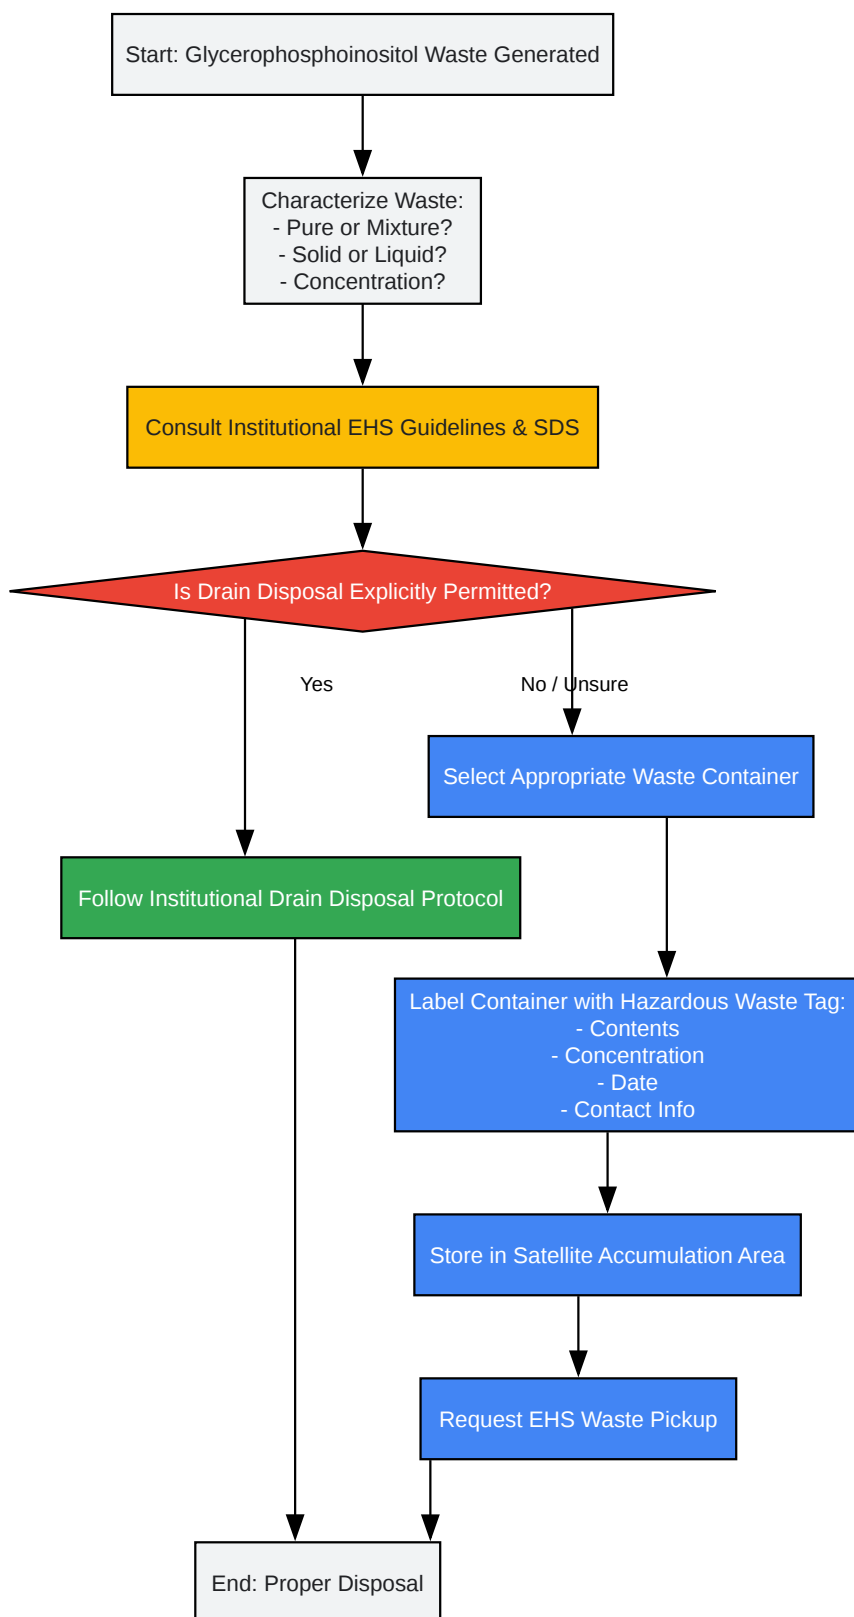 Start: Glycerophosphoinositol Waste Generated
Characterize Waste:
- Pure or Mixture?
- Solid or Liquid?
- Concentration?
Consult Institutional EHS Guidelines & SDS
Is Drain Disposal Explicitly Permitted?
Yes
No / Unsure
Select Appropriate Waste Container
Follow Institutional Drain Disposal Protocol
Label Container with Hazardous Waste Tag:
- Contents
- Concentration
- Date
- Contact Info
Store in Satellite Accumulation Area
Request EHS Waste Pickup
End: Proper Disposal